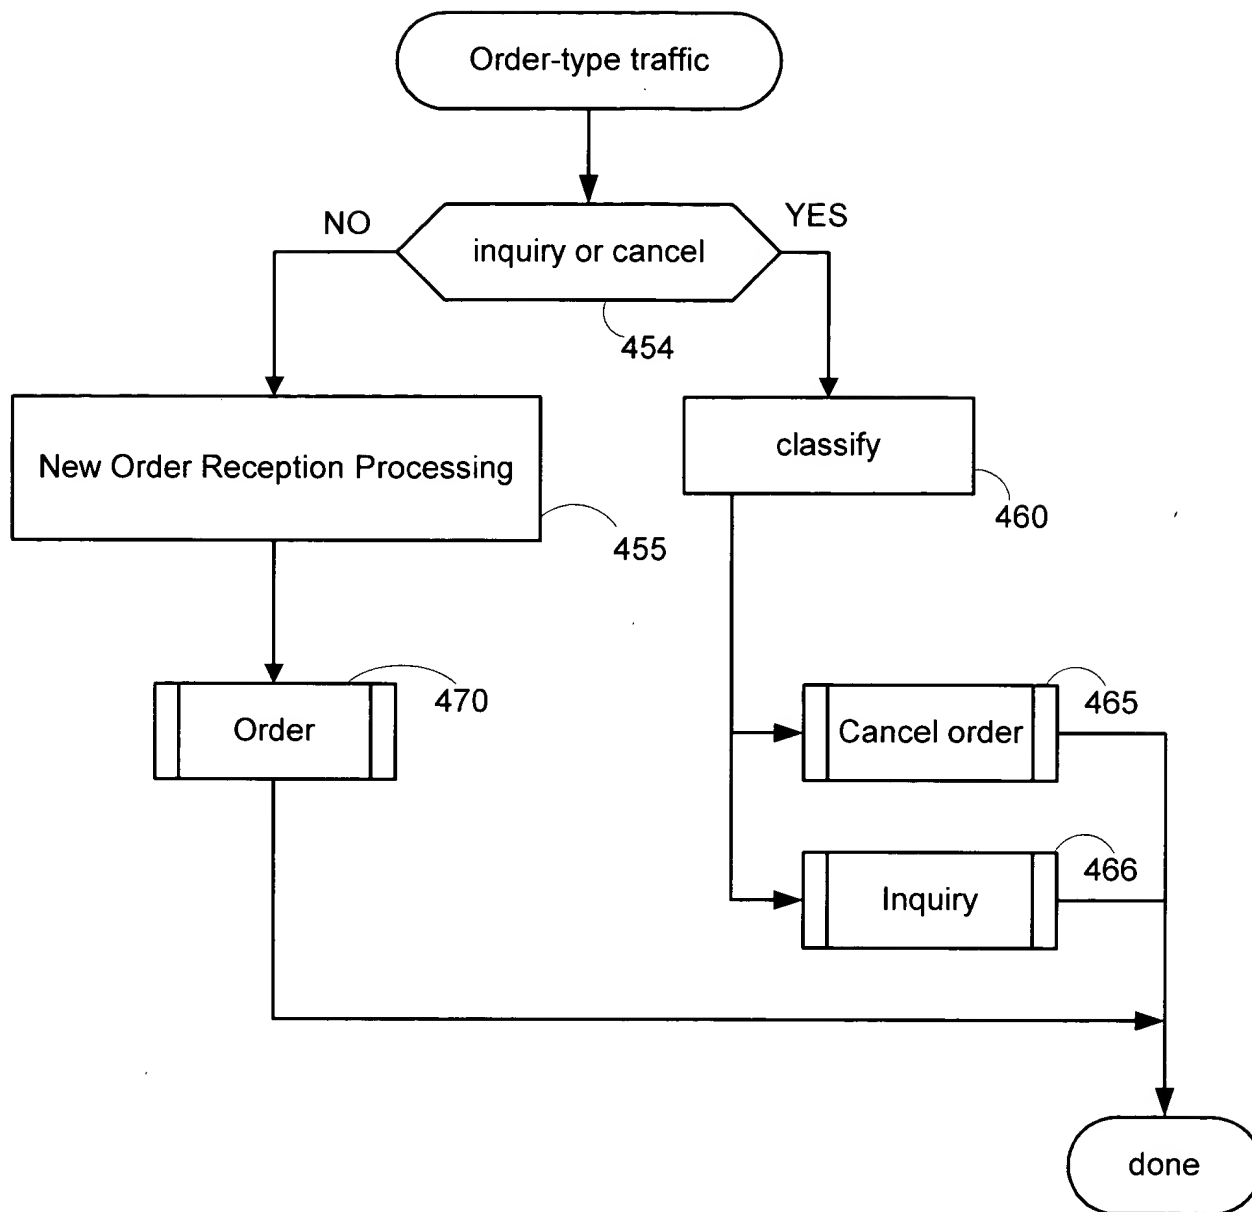 Order-type traffic
NO
YES
inquiry or cancel
454
New Order Reception Processing
455
classify
460
Order
470
Cancel order
465
Inquiry
466
done